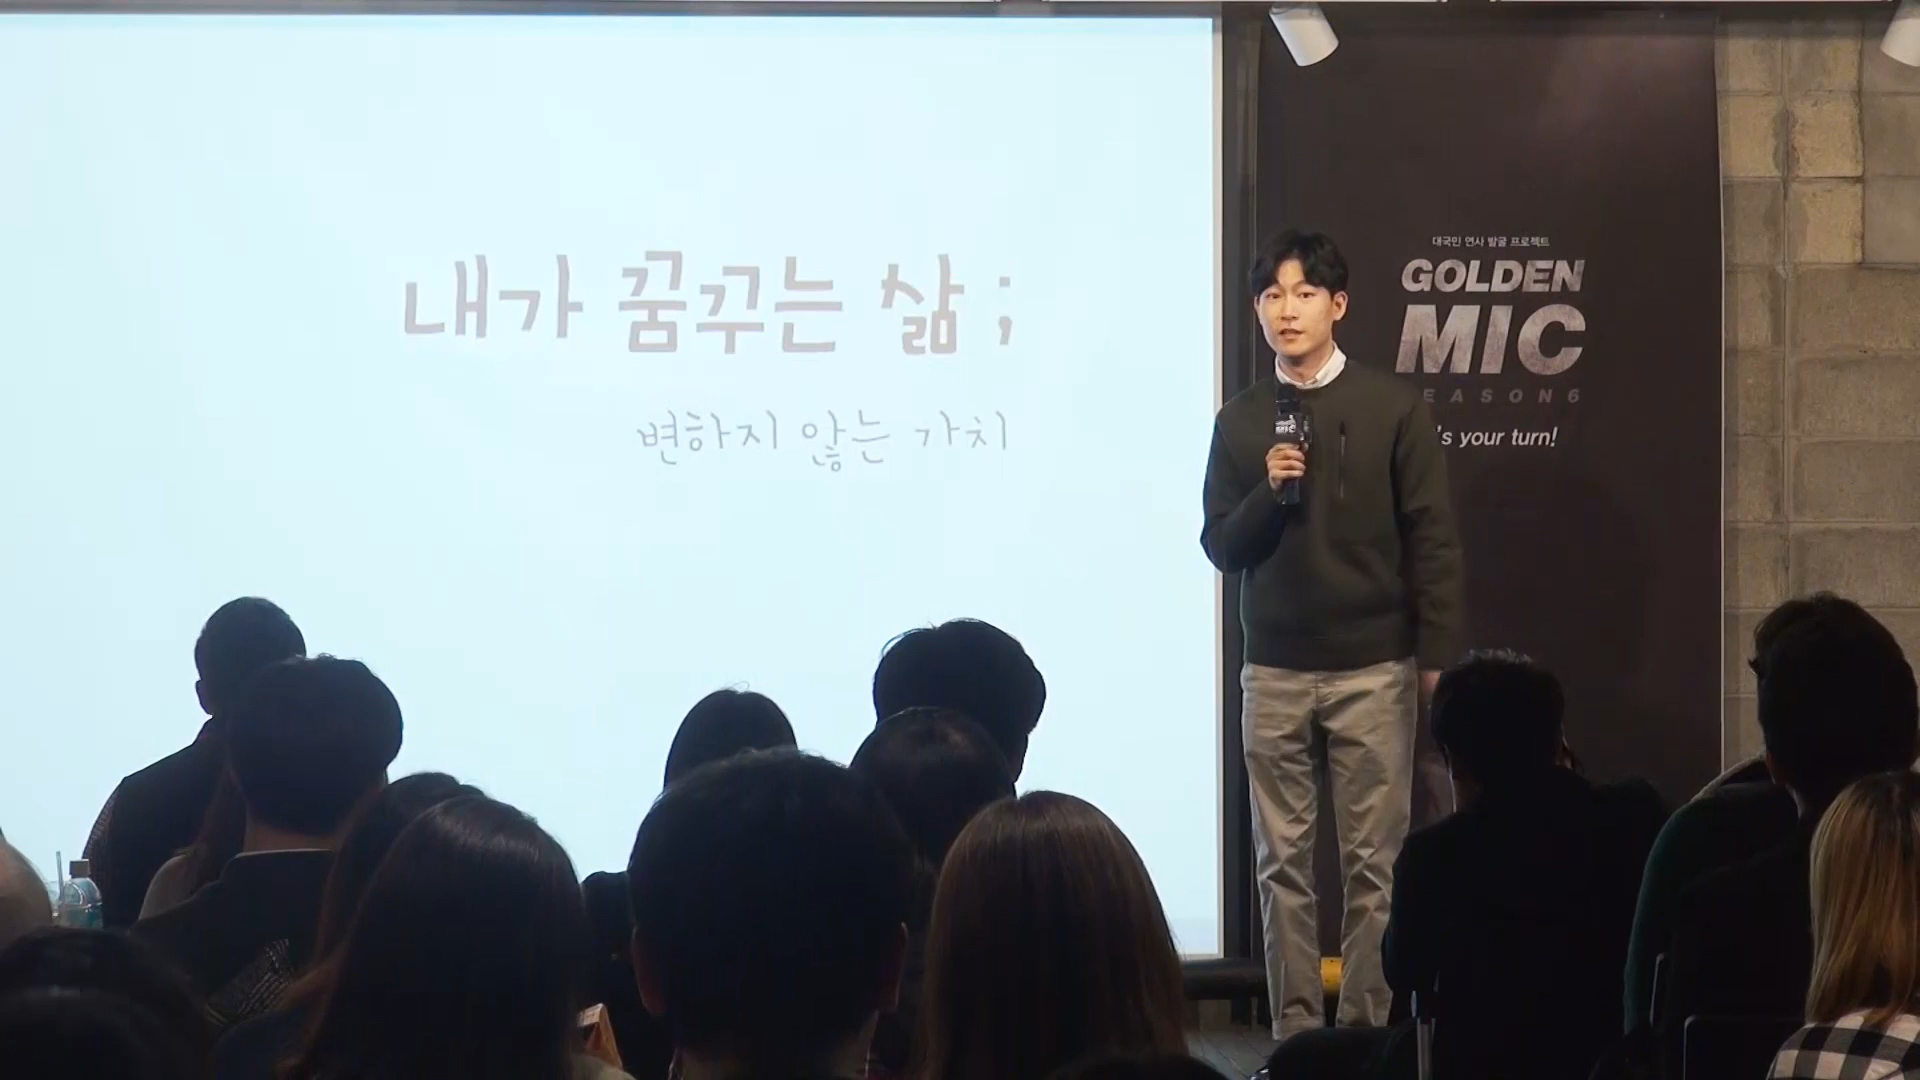 내가 꿈꾸는 삶 ;
변하지 않는 가치
대국민 연사 발굴 프로젝트
GOLDEN
MIC
EASON6
's your turn!
MIC